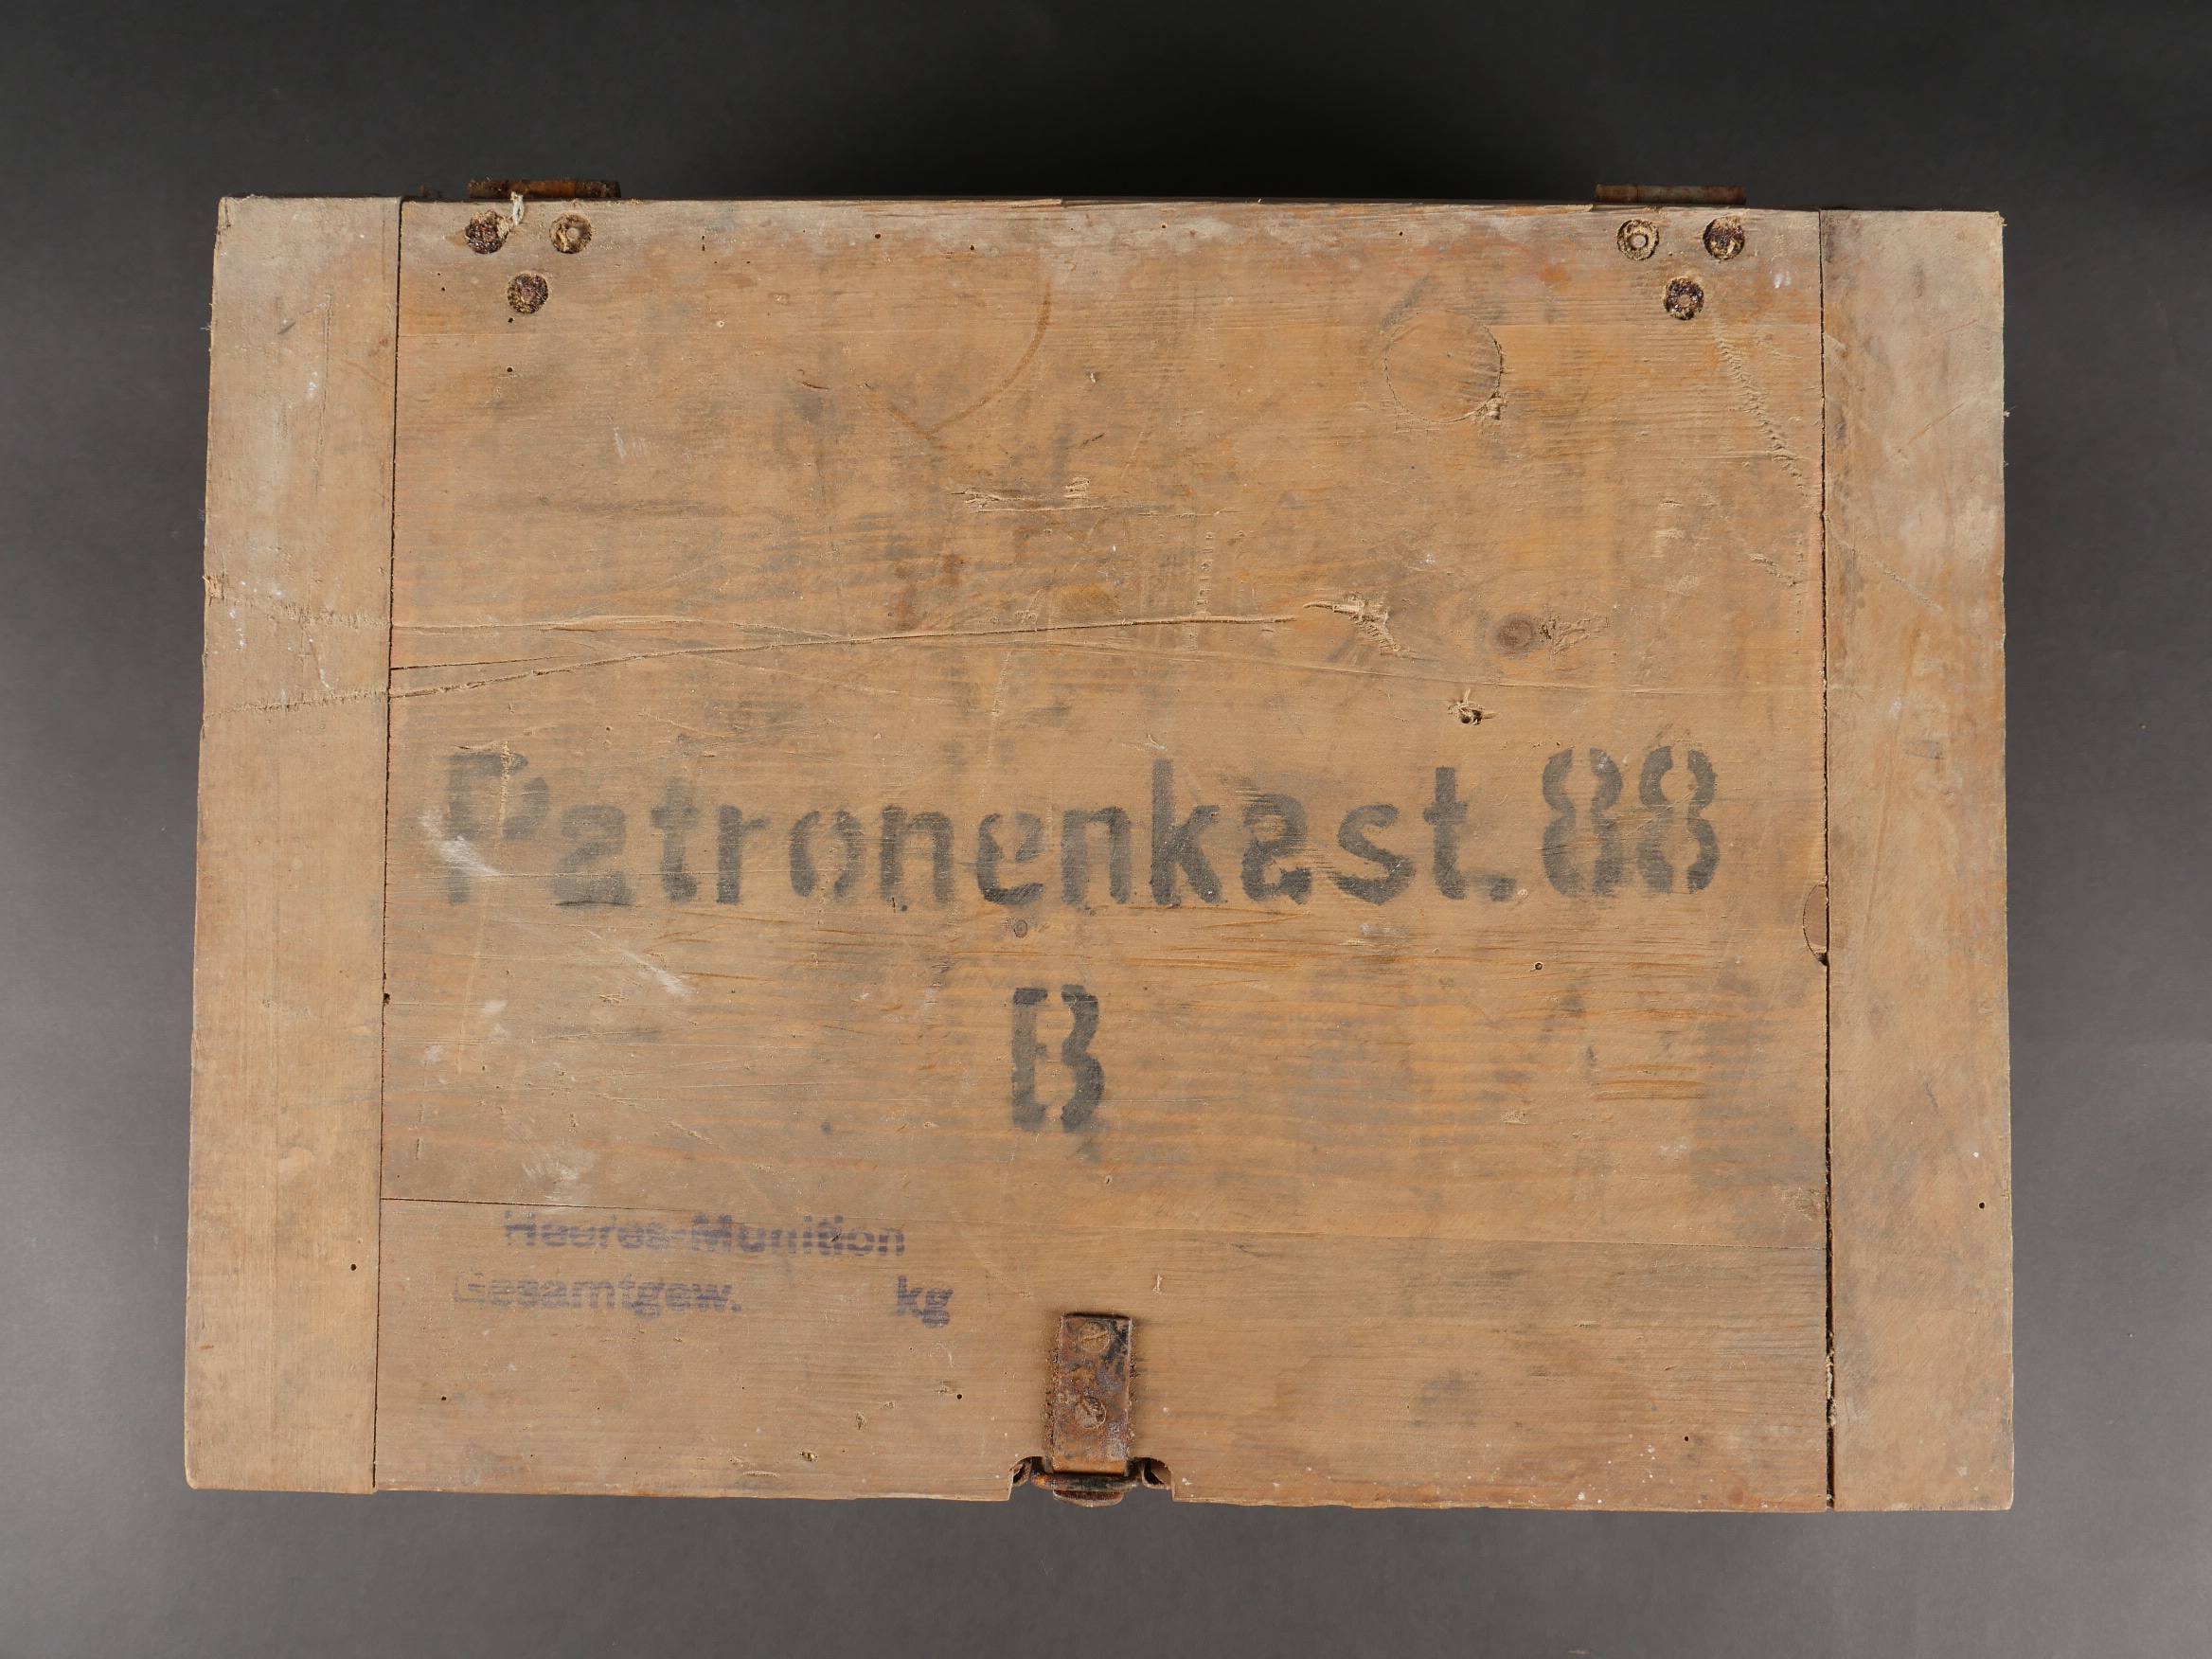 Patronenkast.88
B
Heeres-Munition
Gesamtgew. kg